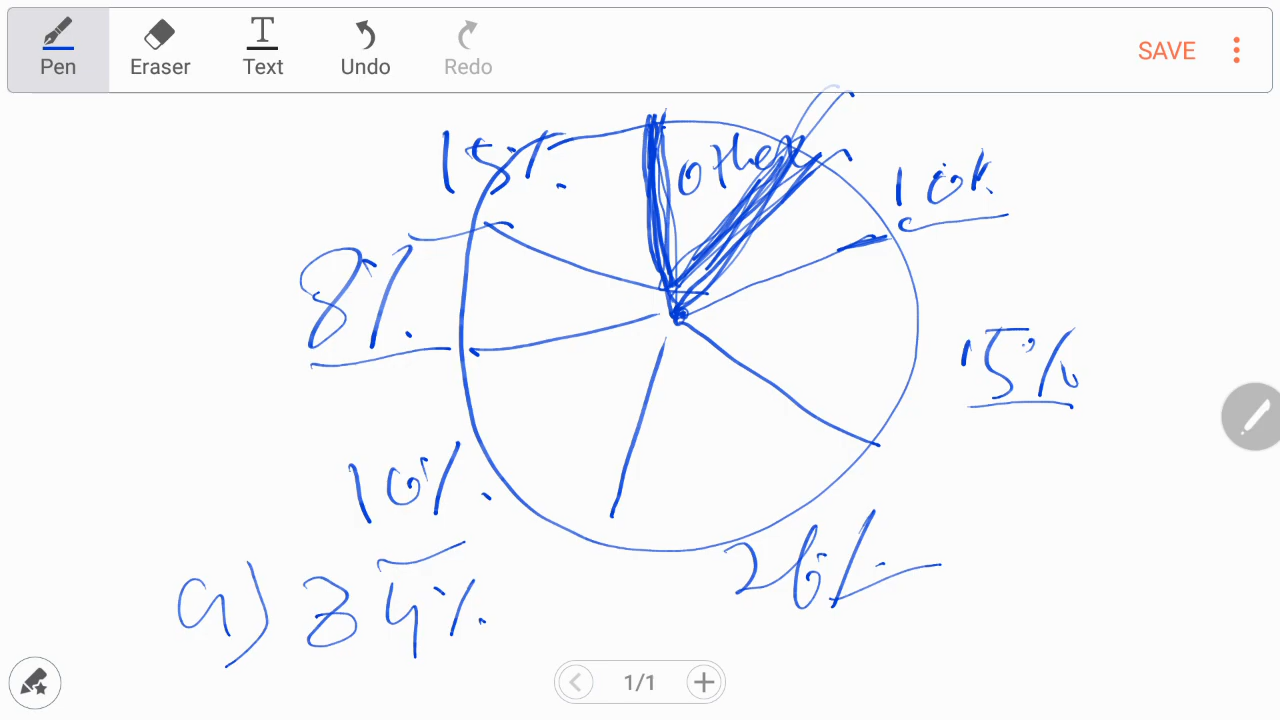 Pen
Eraser
Text
Undo
Redo
SAVE
15%.
other
10%
8%.
15%
10%.
26%
a) 34%.
1/1